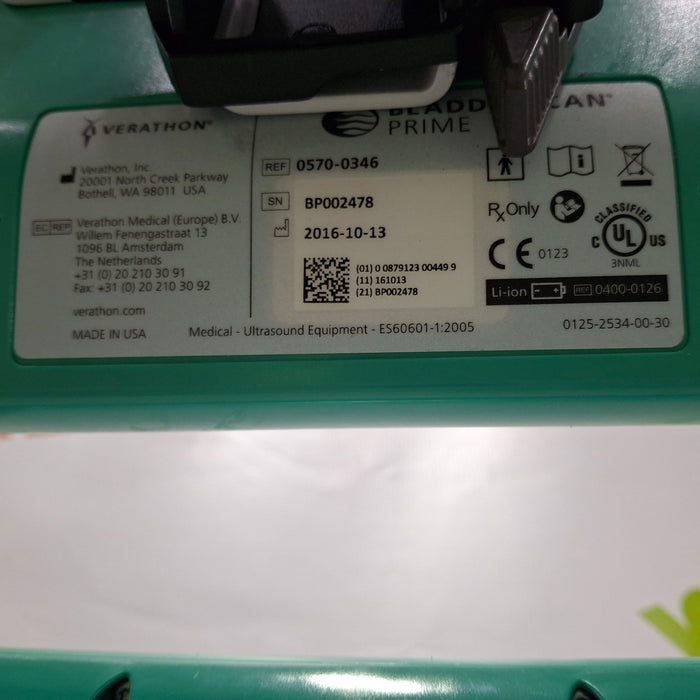 VERATHON®
Verathon, Inc.
20001 North Creek Parkway
Bothell, WA 98011 USA
EC REP Verathon Medical (Europe) B.V.
Willem Fenengastraat 13
1096 BL Amsterdam
The Netherlands
+31 (0) 20 210 30 91
Fax: +31 (0) 20 210 30 92
verathon.com
MADE IN USA
PRIME
REF 0570-0346
SN BP002478
2016-10-13
(01) 0 0879123 00449 9
(11) 161013
(21) BP002478
Medical - Ultrasound Equipment - ES60601-1:2005
Rx Only
CE 0123
CLASSIFIED
C UL US
3NML
Li-ion REF 0400-0126
0125-2534-00-30